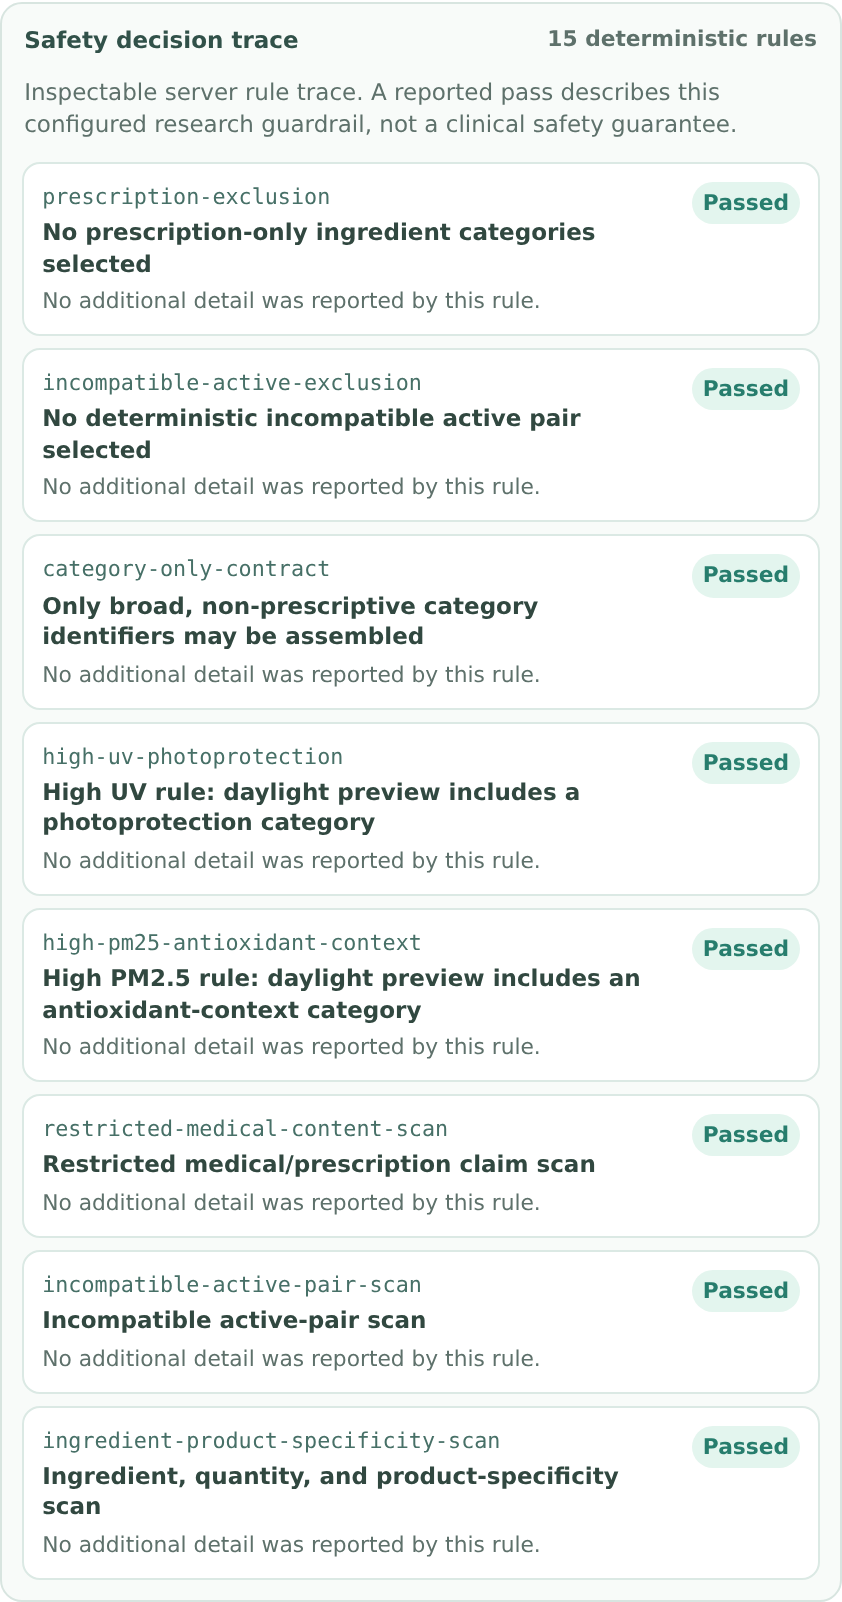 Safety decision trace
15 deterministic rules
Inspectable server rule trace. A reported pass describes this
configured research guardrail, not a clinical safety guarantee.
prescription-exclusion
Passed
No prescription-only ingredient categories
selected
No additional detail was reported by this rule.
incompatible-active-exclusion
Passed
No deterministic incompatible active pair
selected
No additional detail was reported by this rule.
category-only-contract
Passed
Only broad, non-prescriptive category
identifiers may be assembled
No additional detail was reported by this rule.
high-uv-photoprotection
Passed
High UV rule: daylight preview includes a
photoprotection category
No additional detail was reported by this rule.
high-pm25-antioxidant-context
Passed
High PM2.5 rule: daylight preview includes an
antioxidant-context category
No additional detail was reported by this rule.
restricted-medical-content-scan
Passed
Restricted medical/prescription claim scan
No additional detail was reported by this rule.
incompatible-active-pair-scan
Passed
Incompatible active-pair scan
No additional detail was reported by this rule.
ingredient-product-specificity-scan
Passed
Ingredient, quantity, and product-specificity
scan
No additional detail was reported by this rule.